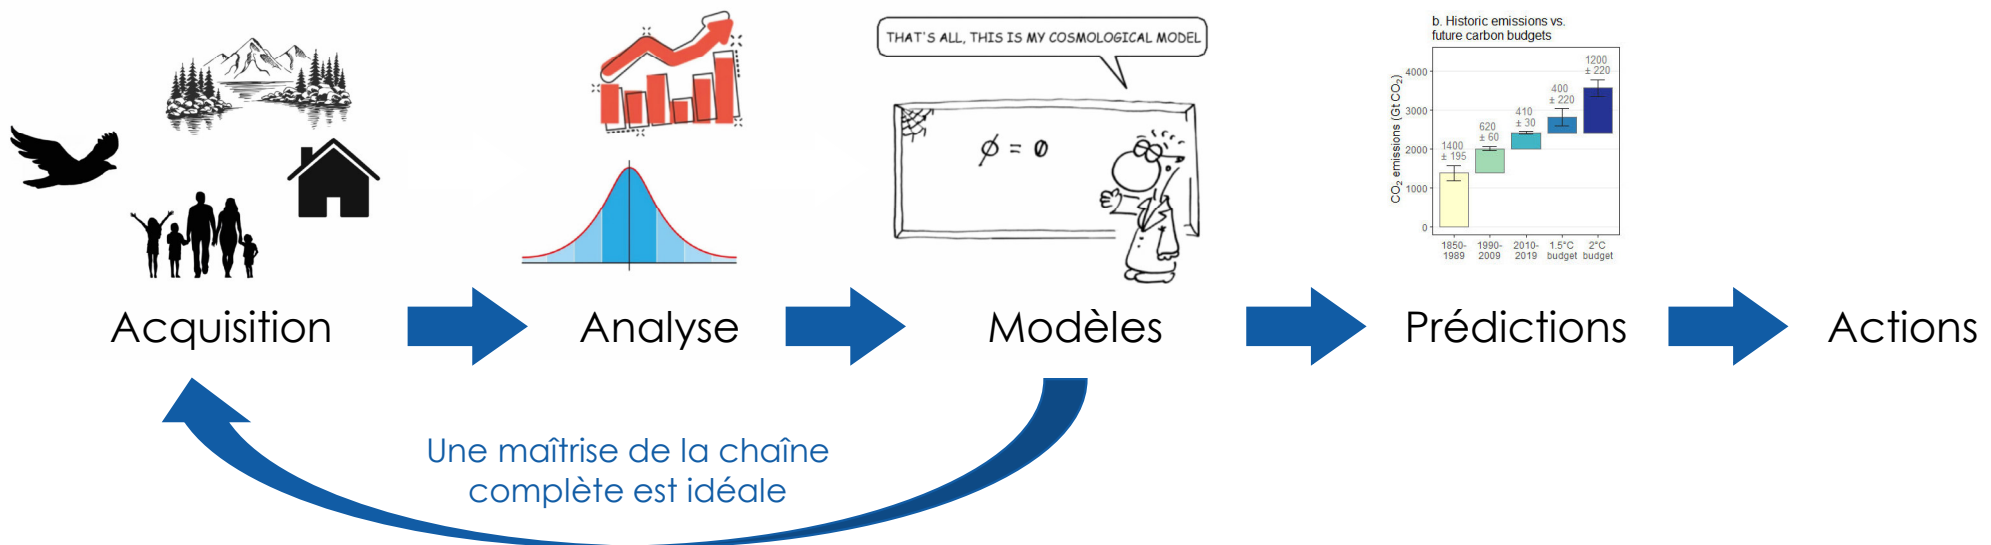 THAT'S ALL, THIS IS MY COSMOLOGICAL MODEL
ϕ = 0
b. Historic emissions vs.
future carbon budgets
CO₂ emissions (Gt CO₂)
4000
3000
2000
1000
0
1400
± 195
620
± 60
410
± 30
400
± 220
1200
± 220
1850-
1989
1990-
2009
2010-
2019
1.5°C
budget
2°C
budget
Acquisition
Analyse
Modèles
Prédictions
Actions
Une maîtrise de la chaîne
complète est idéale